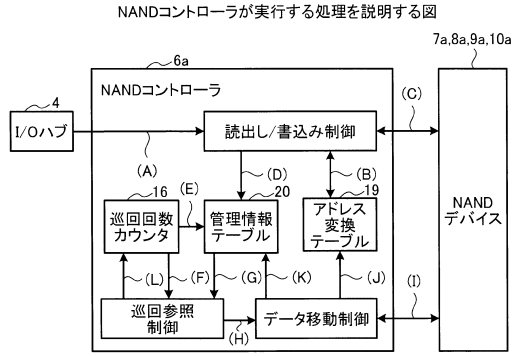 NANDコントローラが実行する処理を説明する図
7a,8a,9a,10a
6a
NANDコントローラ
4
I/Oハブ
読出し/書込み制御
(A)
(C)
(D)
(B)
16
(E)
20
19
巡回回数
カウンタ
管理情報
テーブル
アドレス
変換
テーブル
NAND
デバイス
(L)
(F)
(G)
(K)
(J)
(I)
巡回参照
制御
(H)
データ移動制御